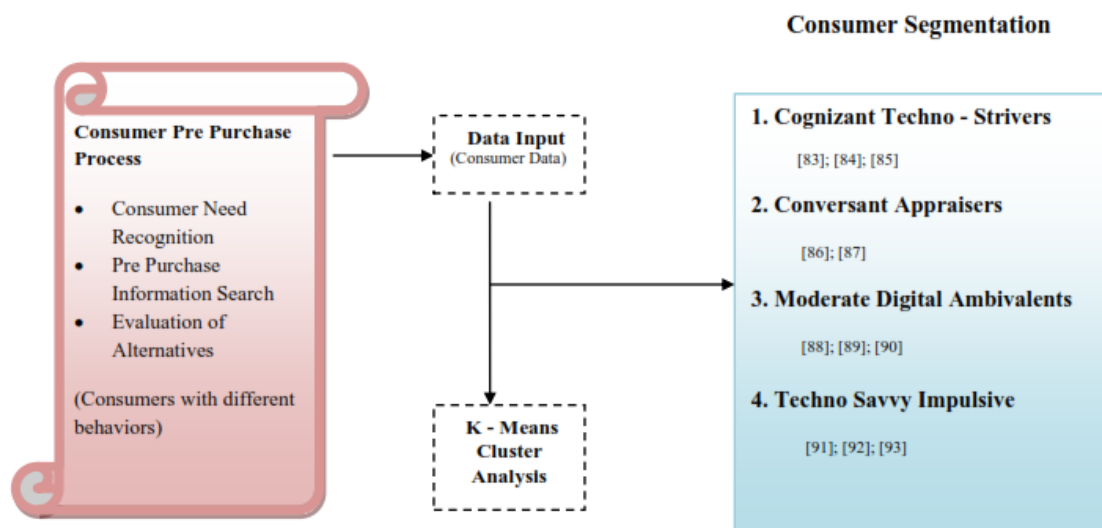 Consumer Segmentation
Consumer Pre Purchase
Process
• Consumer Need
Recognition
• Pre Purchase
Information Search
• Evaluation of
Alternatives
(Consumers with different
behaviors)
Data Input
(Consumer Data)
K - Means
Cluster
Analysis
1. Cognizant Techno - Strivers
[83]; [84]; [85]
2. Conversant Appraisers
[86]; [87]
3. Moderate Digital Ambivalents
[88]; [89]; [90]
4. Techno Savvy Impulsive
[91]; [92]; [93]